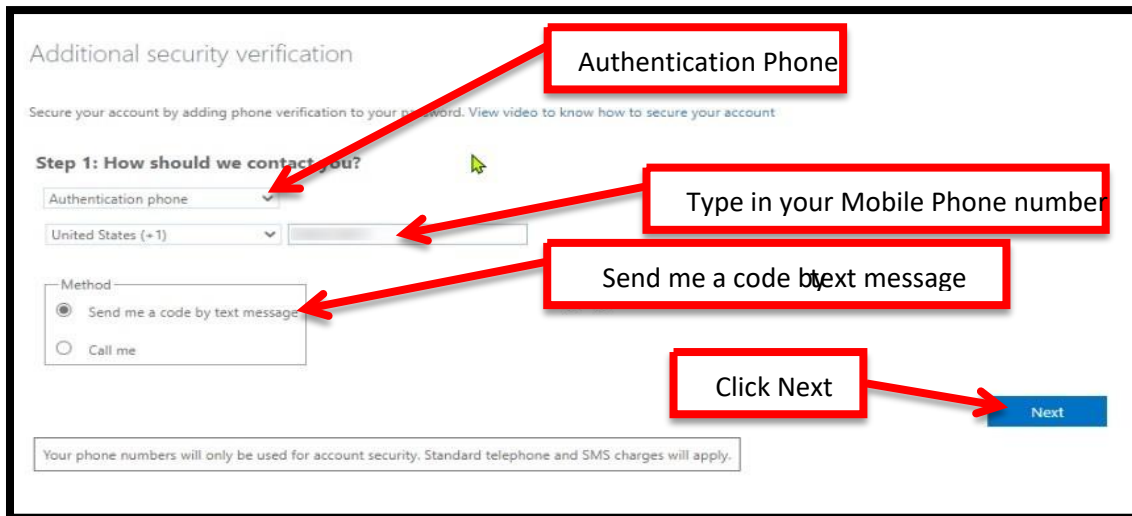 Additional security verification
Authentication Phone
Secure your account by adding phone verification to your password. View video to know how to secure your account
Step 1: How should we contact you?
Authentication phone
Type in your Mobile Phone number
United States (+1)
Send me a code by text message
Method
Send me a code by text message
Call me
Click Next
Next
Your phone numbers will only be used for account security. Standard telephone and SMS charges will apply.